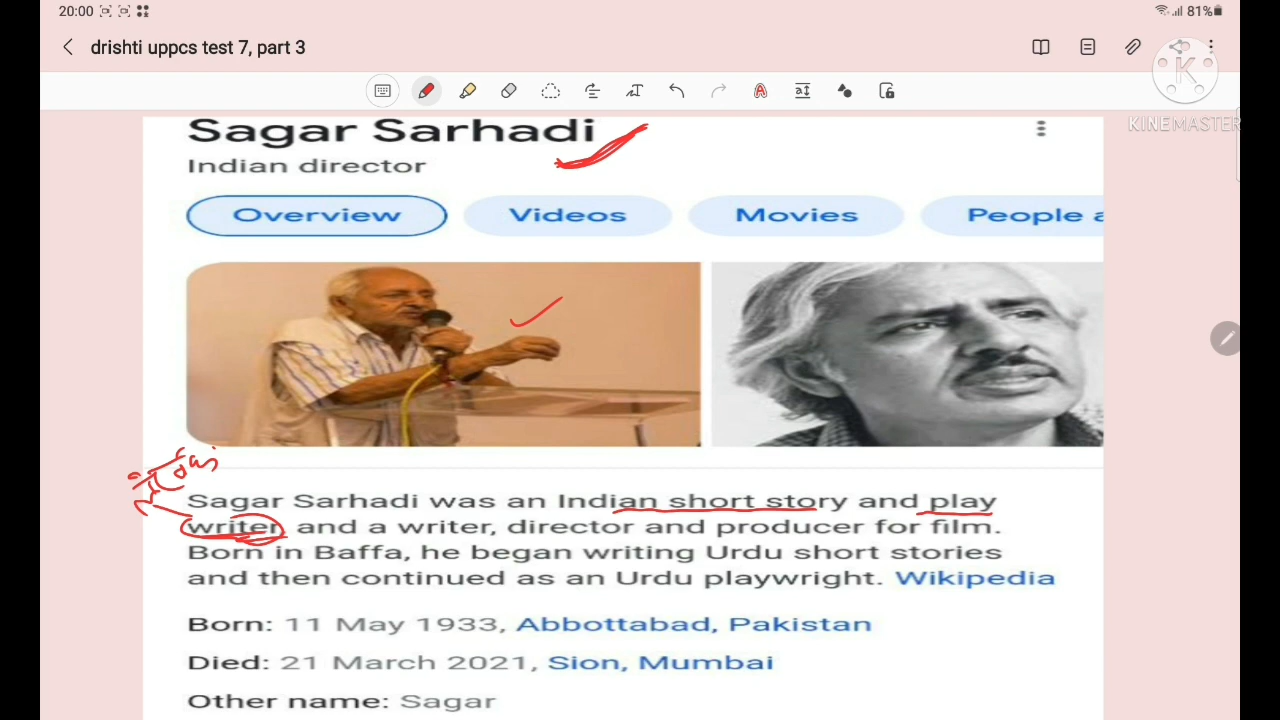 20:00
81%
drishti uppcs test 7, part 3
K
KINEMASTER
Sagar Sarhadi
Indian director
Overview Videos Movies People a
Sagar Sarhadi was an Indian short story and play
writer and a writer, director and producer for film.
Born in Baffa, he began writing Urdu short stories
and then continued as an Urdu playwright. Wikipedia
Born: 11 May 1933, Abbottabad, Pakistan
Died: 21 March 2021, Sion, Mumbai
Other name: Sagar